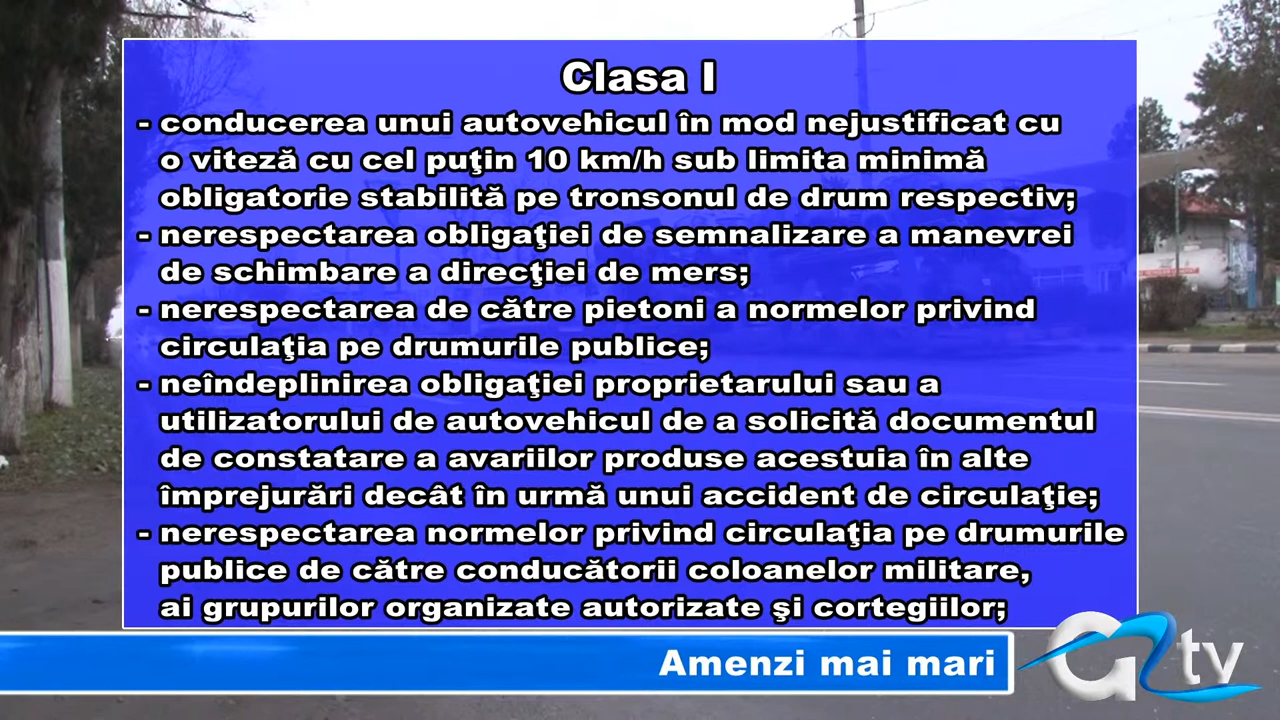 Clasa I
- conducerea unui autovehicul în mod nejustificat cu
o viteză cu cel puţin 10 km/h sub limita minimă
obligatorie stabilită pe tronsonul de drum respectiv;
- nerespectarea obligaţiei de semnalizare a manevrei
de schimbare a direcţiei de mers;
- nerespectarea de către pietoni a normelor privind
circulaţia pe drumurile publice;
- neîndeplinirea obligaţiei proprietarului sau a
utilizatorului de autovehicul de a solicită documentul
de constatare a avariilor produse acestuia în alte
împrejurări decât în urmă unui accident de circulaţie;
- nerespectarea normelor privind circulaţia pe drumurile
publice de către conducătorii coloanelor militare,
ai grupurilor organizate autorizate şi cortegiilor;
Amenzi mai mari
G2 tv